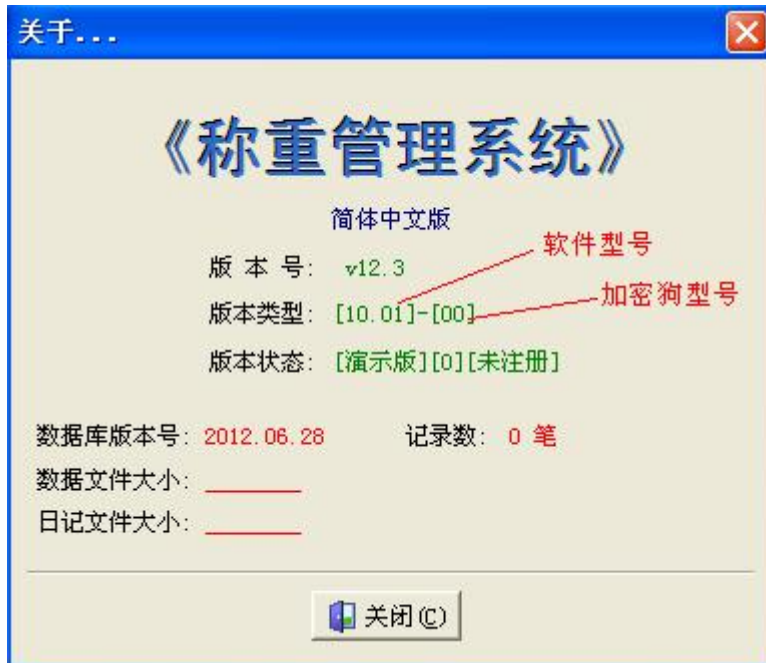 关于...
《称重管理系统》
简体中文版
软件型号
版 本 号: v12.3
加密狗型号
版本类型: [10.01]-[00]
版本状态: [演示版][0][未注册]
数据库版本号: 2012.06.28 记录数: 0 笔
数据文件大小: ________
日记文件大小: ________
关闭(C)